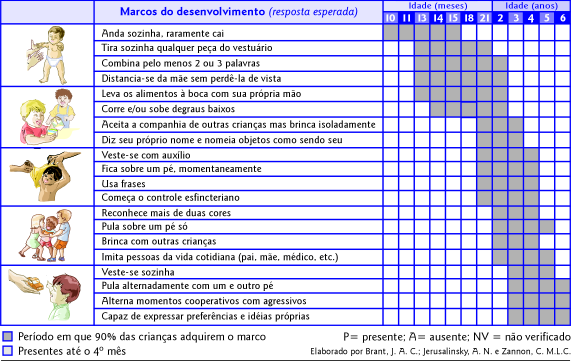 Marcos do desenvolvimento (resposta esperada)
Idade (meses) Idade (anos)
10 11 13 14 15 18 21 2 3 4 5 6
Anda sozinha, raramente cai
Tira sozinha qualquer peça do vestuário
Combina pelo menos 2 ou 3 palavras
Distancia-se da mãe sem perdê-la de vista
Leva os alimentos à boca com sua própria mão
Corre e/ou sobe degraus baixos
Aceita a companhia de outras crianças mas brinca isoladamente
Diz seu próprio nome e nomeia objetos como sendo seu
Veste-se com auxílio
Fica sobre um pé, momentaneamente
Usa frases
Começa o controle esfincteriano
Reconhece mais de duas cores
Pula sobre um pé só
Brinca com outras crianças
Imita pessoas da vida cotidiana (pai, mãe, médico, etc.)
Veste-se sozinha
Pula alternadamente com um e outro pé
Alterna momentos cooperativos com agressivos
Capaz de expressar preferências e idéias próprias
Período em que 90% das crianças adquirem o marco P= presente; A= ausente; NV = não verificado
Presentes até o 4º mês Elaborado por Brant, J. A. C.; Jerusalinsky, A. N. e Zannon, C. M.L.C.